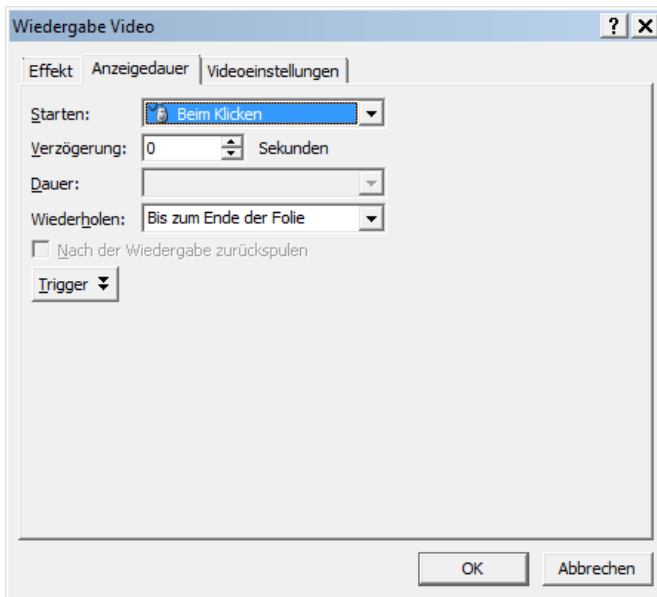 Wiedergabe Video
Effekt Anzeigedauer Videoeinstellungen
Starten: Beim Klicken
Verzögerung: 0 Sekunden
Dauer:
Wiederholen: Bis zum Ende der Folie
Nach der Wiedergabe zurückspulen
Trigger
OK Abbrechen